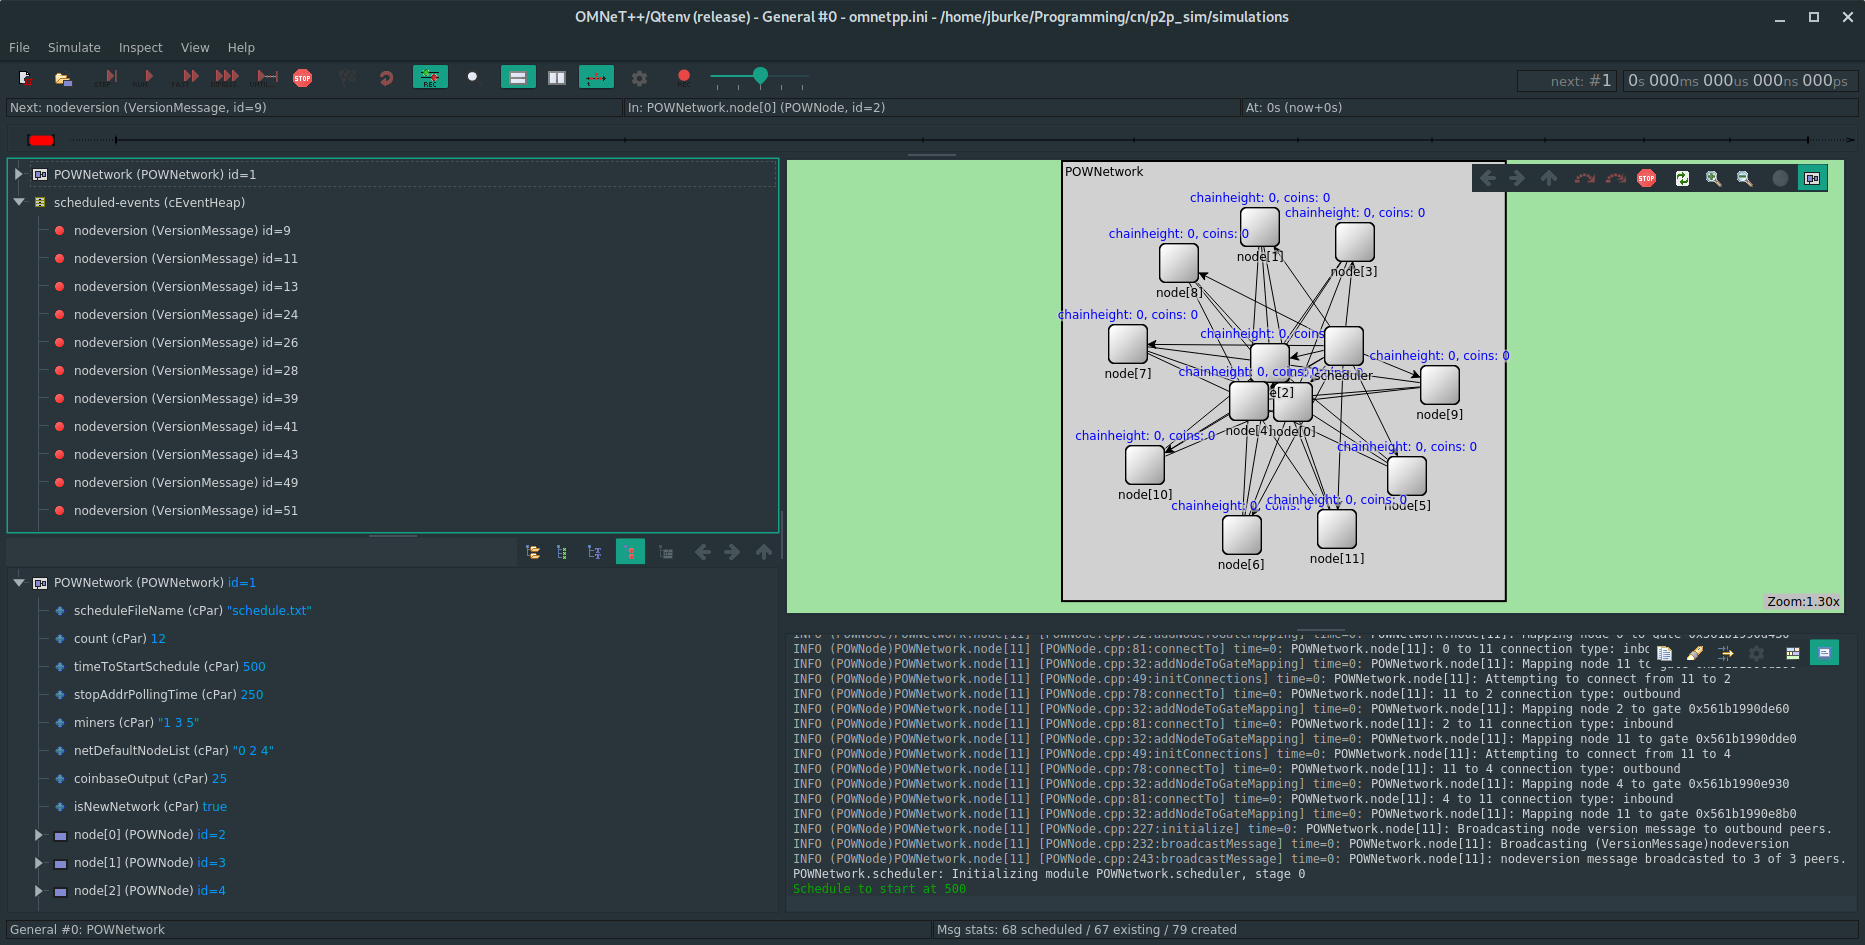 OMNeT++/Qtenv (release) - General #0 - omnetpp.ini - /home/jburke/Programming/cn/p2p_sim/simulations
File Simulate Inspect View Help
STOP REC REC
next: #1 0s 000ms 000us 000ns 000ps
Next: nodeversion (VersionMessage, id=9) In: POWNetwork.node[0] (POWNode, id=2) At: 0s (now+0s)
POWNetwork (POWNetwork) id=1
scheduled-events (cEventHeap)
nodeversion (VersionMessage) id=9
nodeversion (VersionMessage) id=11
nodeversion (VersionMessage) id=13
nodeversion (VersionMessage) id=24
nodeversion (VersionMessage) id=26
nodeversion (VersionMessage) id=28
nodeversion (VersionMessage) id=39
nodeversion (VersionMessage) id=41
nodeversion (VersionMessage) id=43
nodeversion (VersionMessage) id=49
nodeversion (VersionMessage) id=51
POWNetwork (POWNetwork) id=1
scheduleFileName (cPar) "schedule.txt"
count (cPar) 12
timeToStartSchedule (cPar) 500
stopAddrPollingTime (cPar) 250
miners (cPar) "1 3 5"
netDefaultNodeList (cPar) "0 2 4"
coinbaseOutput (cPar) 25
isNewNetwork (cPar) true
node[0] (POWNode) id=2
node[1] (POWNode) id=3
node[2] (POWNode) id=4
POWNetwork
STOP
chainheight: 0, coins: 0
chainheight: 0, coins: 0
chainheight: 0, coins: 0
node[1]
node[3]
node[8]
chainheight: 0, coins: 0
chainheight: 0, coins
chainheight: 0, coins: 0
node[7]
chainheight: 0, coins: 0
scheduler
e[2]
node[9]
node[4]
node[0]
chainheight: 0, coins: 0
chainheight: 0, coins: 0
node[10]
chainheight: 0, coins: 0
chainheight: 0, coins: 0
node[5]
node[6]
node[11]
Zoom:1.30x
INFO (POWNode)POWNetwork.node[11] [POWNode.cpp:32:addNodeToGateMapping] time=0: POWNetwork.node[11]: Mapping node 0 to gate
INFO (POWNode)POWNetwork.node[11] [POWNode.cpp:81:connectTo] time=0: POWNetwork.node[11]: 0 to 11 connection type: inbo
INFO (POWNode)POWNetwork.node[11] [POWNode.cpp:32:addNodeToGateMapping] time=0: POWNetwork.node[11]: Mapping node 11 to
INFO (POWNode)POWNetwork.node[11] [POWNode.cpp:49:initConnections] time=0: POWNetwork.node[11]: Attempting to connect from 11 to 2
INFO (POWNode)POWNetwork.node[11] [POWNode.cpp:78:connectTo] time=0: POWNetwork.node[11]: 11 to 2 connection type: outbound
INFO (POWNode)POWNetwork.node[11] [POWNode.cpp:32:addNodeToGateMapping] time=0: POWNetwork.node[11]: Mapping node 2 to gate 0x561b1990de60
INFO (POWNode)POWNetwork.node[11] [POWNode.cpp:81:connectTo] time=0: POWNetwork.node[11]: 2 to 11 connection type: inbound
INFO (POWNode)POWNetwork.node[11] [POWNode.cpp:32:addNodeToGateMapping] time=0: POWNetwork.node[11]: Mapping node 11 to gate 0x561b1990dde0
INFO (POWNode)POWNetwork.node[11] [POWNode.cpp:49:initConnections] time=0: POWNetwork.node[11]: Attempting to connect from 11 to 4
INFO (POWNode)POWNetwork.node[11] [POWNode.cpp:78:connectTo] time=0: POWNetwork.node[11]: 11 to 4 connection type: outbound
INFO (POWNode)POWNetwork.node[11] [POWNode.cpp:32:addNodeToGateMapping] time=0: POWNetwork.node[11]: Mapping node 4 to gate 0x561b1990e930
INFO (POWNode)POWNetwork.node[11] [POWNode.cpp:81:connectTo] time=0: POWNetwork.node[11]: 4 to 11 connection type: inbound
INFO (POWNode)POWNetwork.node[11] [POWNode.cpp:32:addNodeToGateMapping] time=0: POWNetwork.node[11]: Mapping node 11 to gate 0x561b1990e8b0
INFO (POWNode)POWNetwork.node[11] [POWNode.cpp:227:initialize] time=0: POWNetwork.node[11]: Broadcasting node version message to outbound peers.
INFO (POWNode)POWNetwork.node[11] [POWNode.cpp:232:broadcastMessage] time=0: POWNetwork.node[11]: Broadcasting (VersionMessage)nodeversion
INFO (POWNode)POWNetwork.node[11] [POWNode.cpp:243:broadcastMessage] time=0: POWNetwork.node[11]: nodeversion message broadcasted to 3 of 3 peers.
POWNetwork.scheduler: Initializing module POWNetwork.scheduler, stage 0
Schedule to start at 500
General #0: POWNetwork Msg stats: 68 scheduled / 67 existing / 79 created